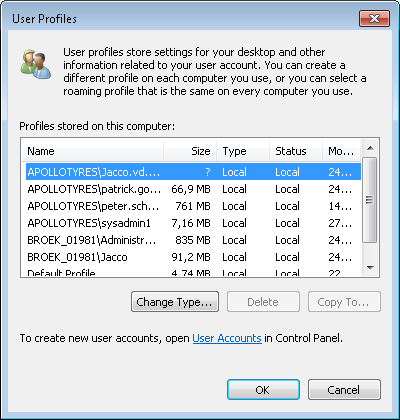 User Profiles
User profiles store settings for your desktop and other
information related to your user account. You can create a
different profile on each computer you use, or you can select a
roaming profile that is the same on every computer you use.
Profiles stored on this computer:
Name Size Type Status Mo...
APOLLOTYRES\Jacco.vd.... ? Local Local 24...
APOLLOTYRES\patrick.go... 66,9 MB Local Local 24...
APOLLOTYRES\peter.sch... 761 MB Local Local 14...
APOLLOTYRES\sysadmin1 7,16 MB Local Local 27...
BROEK_01981\Administr... 835 MB Local Local 24...
BROEK_01981\Jacco 91,2 MB Local Local 24...
Default Profile 4,74 MB Local Local 22
Change Type... Delete Copy To...
To create new user accounts, open User Accounts in Control Panel.
OK Cancel